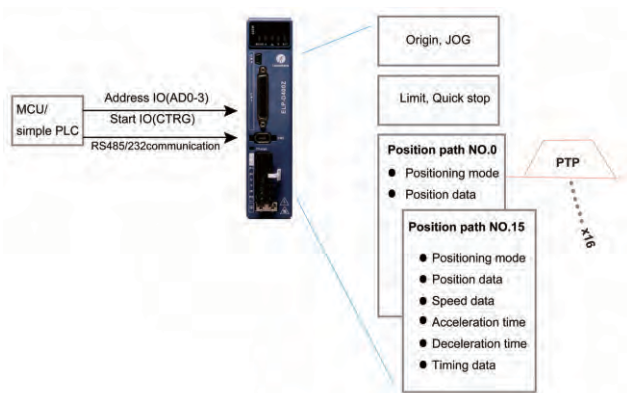 Origin, JOG
Limit, Quick stop
MCU/
simple PLC
Address IO(AD0-3)
Start IO(CTRG)
RS485/232communication
ELP-D400Z
Position path NO.0
● Positioning mode
● Position data
PTP
x16
Position path NO.15
● Positioning mode
● Position data
● Speed data
● Acceleration time
● Deceleration time
● Timing data